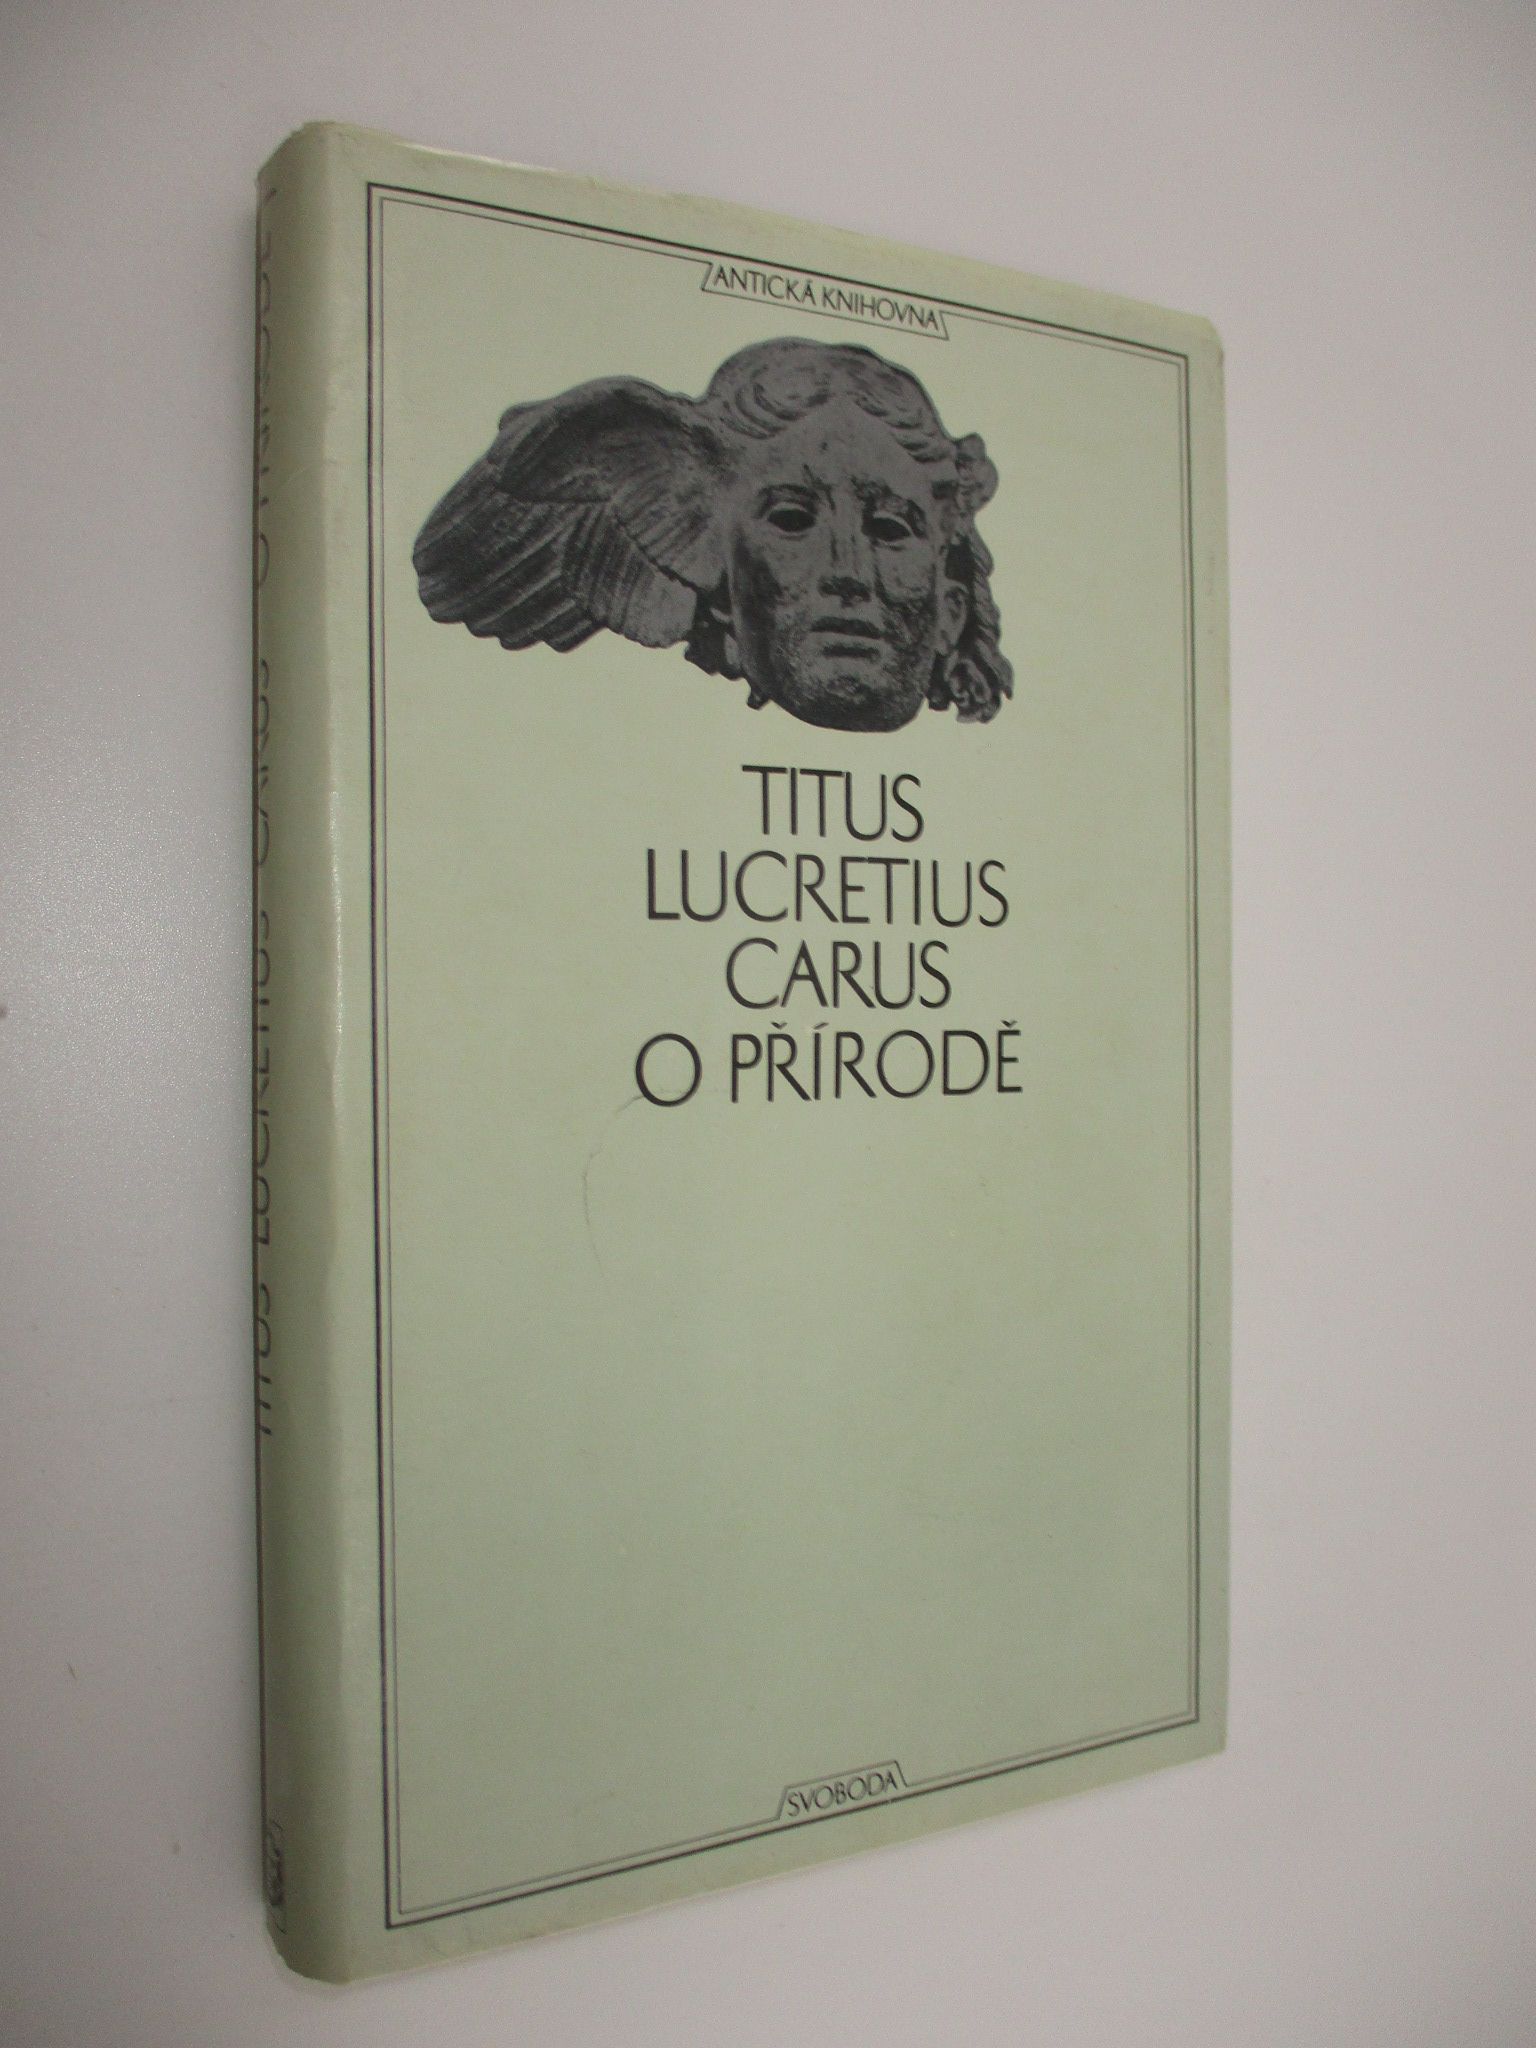 ANTICKÁ KNIHOVNA
TITUS
LUCRETIUS
CARUS
O PŘÍRODĚ
SVOBODA
TITUS LUCRETIUS CARUS O PŘÍRODĚ